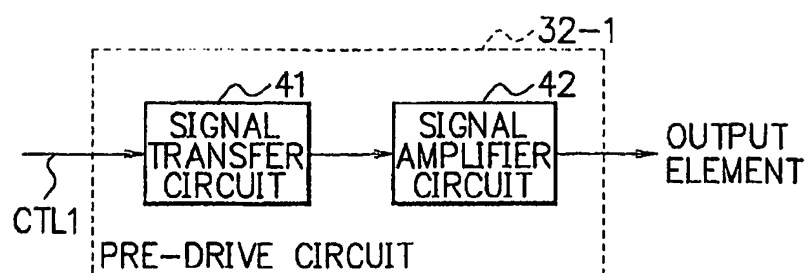 32-1
41
42
SIGNAL
TRANSFER
CIRCUIT
SIGNAL
AMPLIFIER
CIRCUIT
OUTPUT
ELEMENT
CTL1
PRE-DRIVE CIRCUIT